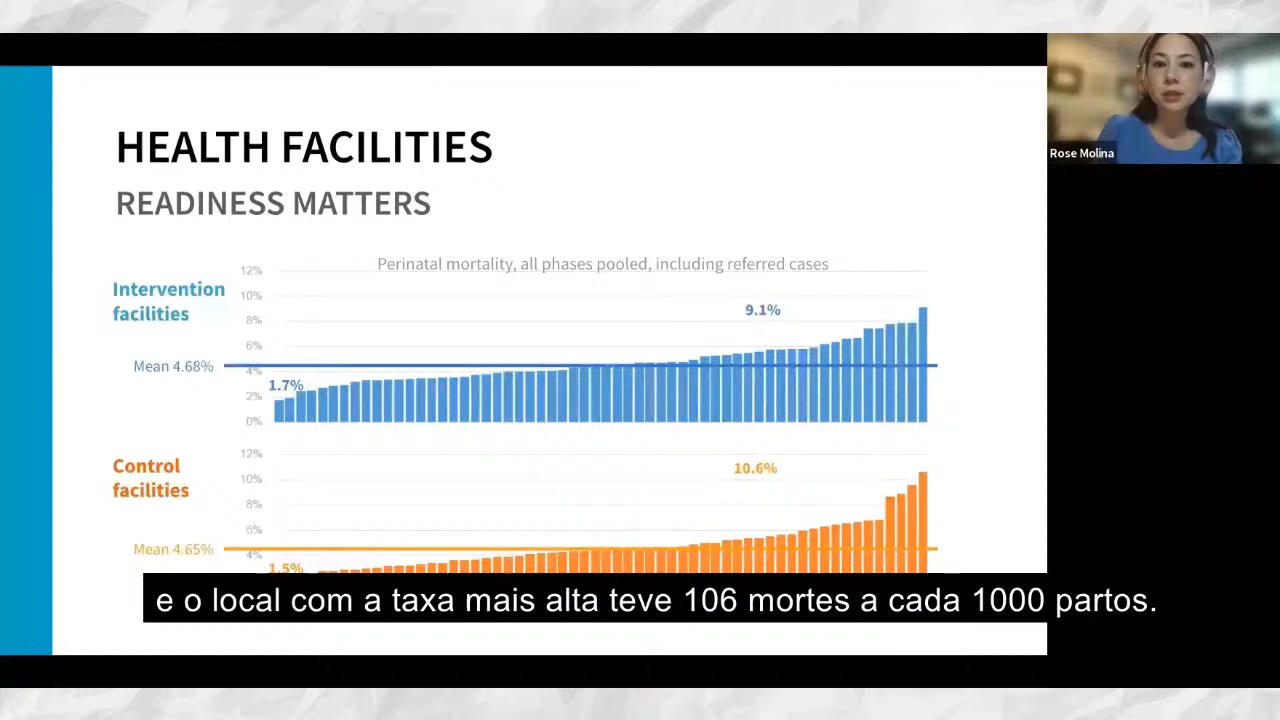 HEALTH FACILITIES
READINESS MATTERS
Rose Molina
Perinatal mortality, all phases pooled, including referred cases
Intervention
facilities
12%
10%
8%
6%
4%
2%
0%
Mean 4.68%
1.7%
9.1%
Control
facilities
12%
10%
8%
6%
4%
Mean 4.65%
1.5%
10.6%
e o local com a taxa mais alta teve 106 mortes a cada 1000 partos.